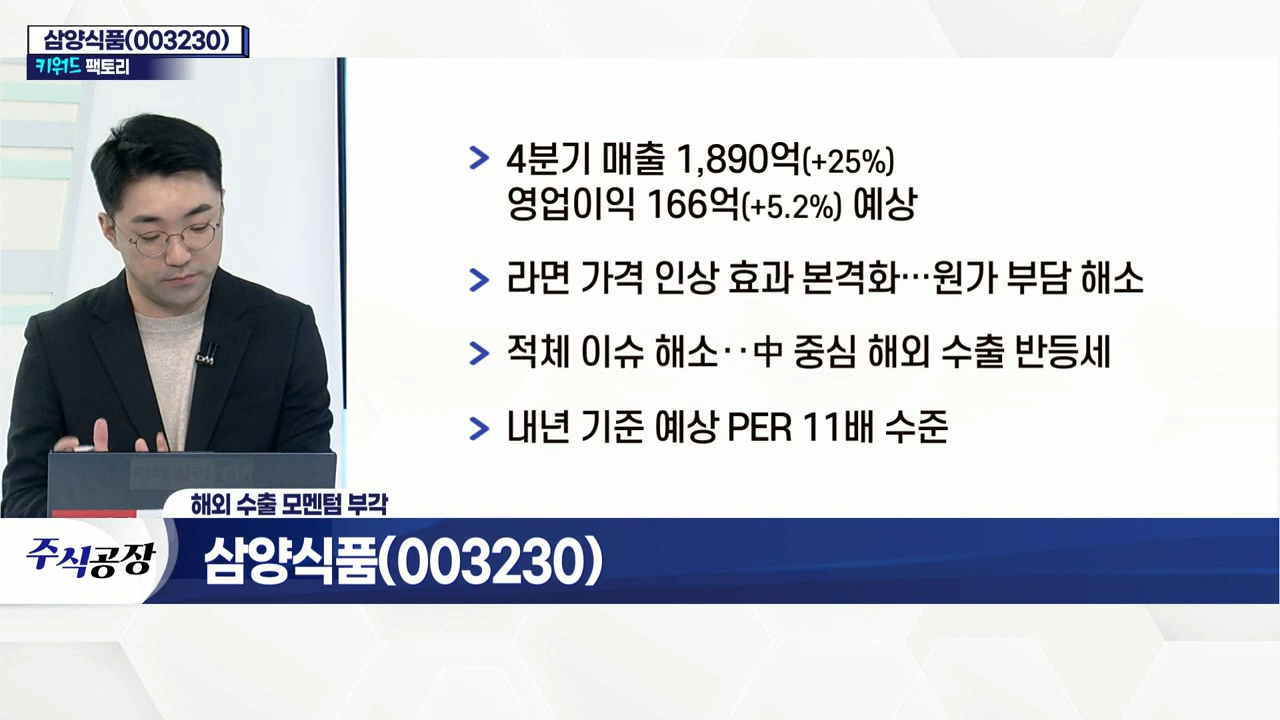 삼양식품(003230)
키워드 팩토리
> 4분기 매출 1,890억(+25%)
영업이익 166억(+5.2%) 예상
> 라면 가격 인상 효과 본격화…원가 부담 해소
> 적체 이슈 해소‥中 중심 해외 수출 반등세
> 내년 기준 예상 PER 11배 수준
해외 수출 모멘텀 부각
주식공장
삼양식품(003230)